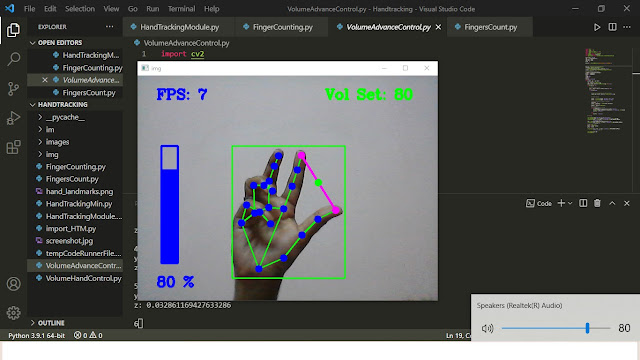 File Edit Selection View Go Run Terminal Help
VolumeAdvanceControl.py - Handtracking - Visual Studio Code
EXPLORER
OPEN EDITORS
HandTrackingM...
FingerCounting.py
VolumeAdvan...
FingersCount.py
HANDTRACKING
__pycache__
im
images
img
FingerCounting.py
FingersCount.py
hand_landmarks.png
HandTrackingMin.py
HandTrackingModule...
import_HTM.py
screenshot.jpg
tempCodeRunnerFile...
VolumeAdvanceContr...
VolumeHandControl.py
OUTLINE
HandTrackingModule.py
FingerCounting.py
VolumeAdvanceControl.py
FingersCount.py
VolumeAdvanceControl.py
1 import cv2
img
FPS: 7
Vol Set: 80
80 %
Code
z: 0.032861169427633286
6
Speakers (Realtek(R) Audio)
80
Python 3.9.1 64-bit 0 0
Ln 19, Co